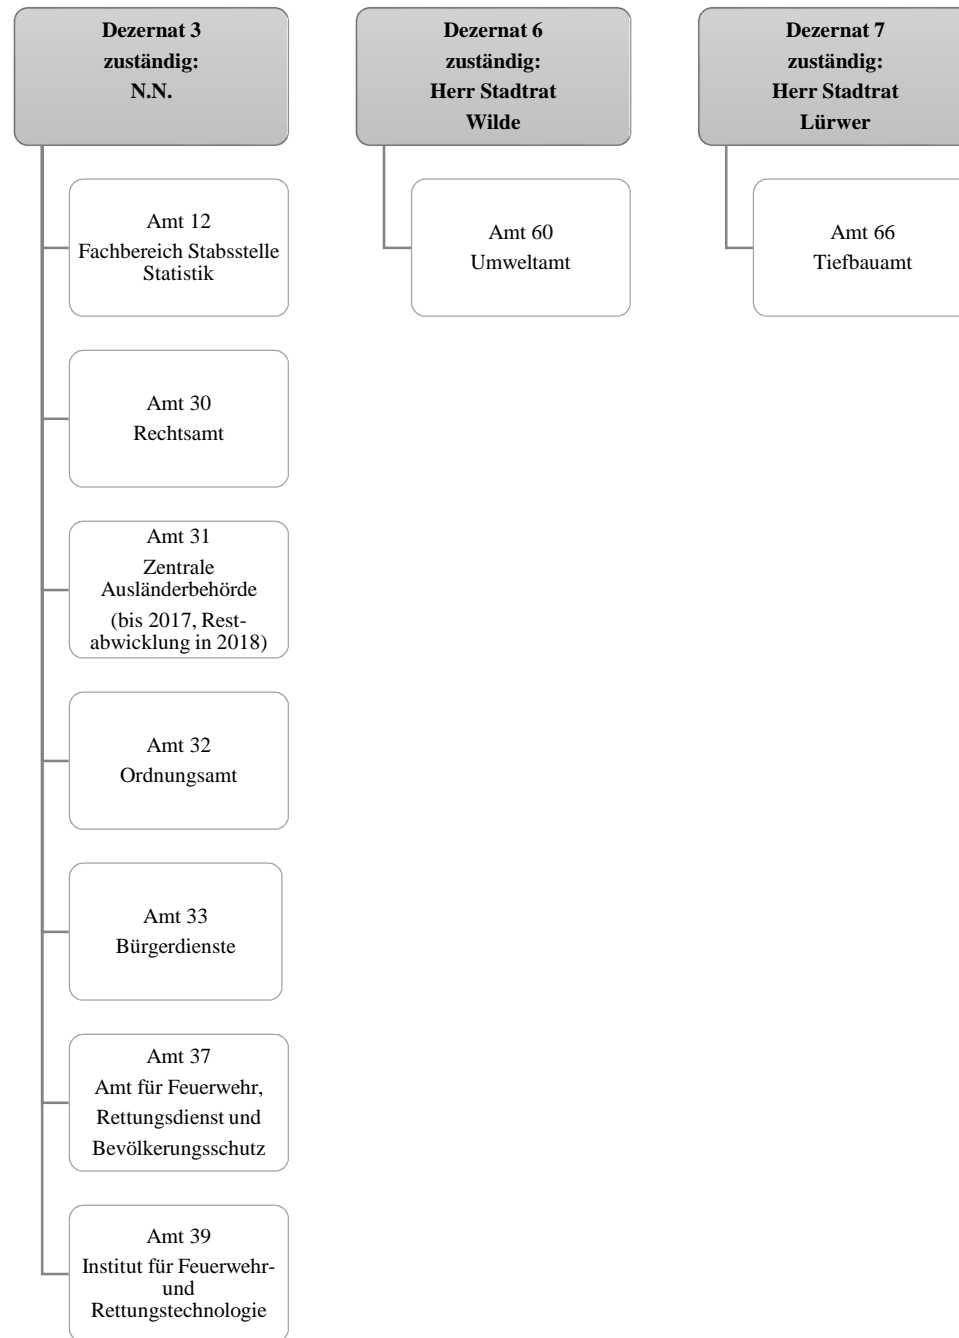 Dezernat 3
zuständig:
N.N.
Amt 12
Fachbereich Stabsstelle
Statistik
Amt 30
Rechtsamt
Amt 31
Zentrale
Ausländerbehörde
(bis 2017, Rest-
abwicklung in 2018)
Amt 32
Ordnungsamt
Amt 33
Bürgerdienste
Amt 37
Amt für Feuerwehr,
Rettungsdienst und
Bevölkerungsschutz
Amt 39
Institut für Feuerwehr-
und
Rettungstechnologie
Dezernat 6
zuständig:
Herr Stadtrat
Wilde
Amt 60
Umweltamt
Dezernat 7
zuständig:
Herr Stadtrat
Lürwer
Amt 66
Tiefbauamt